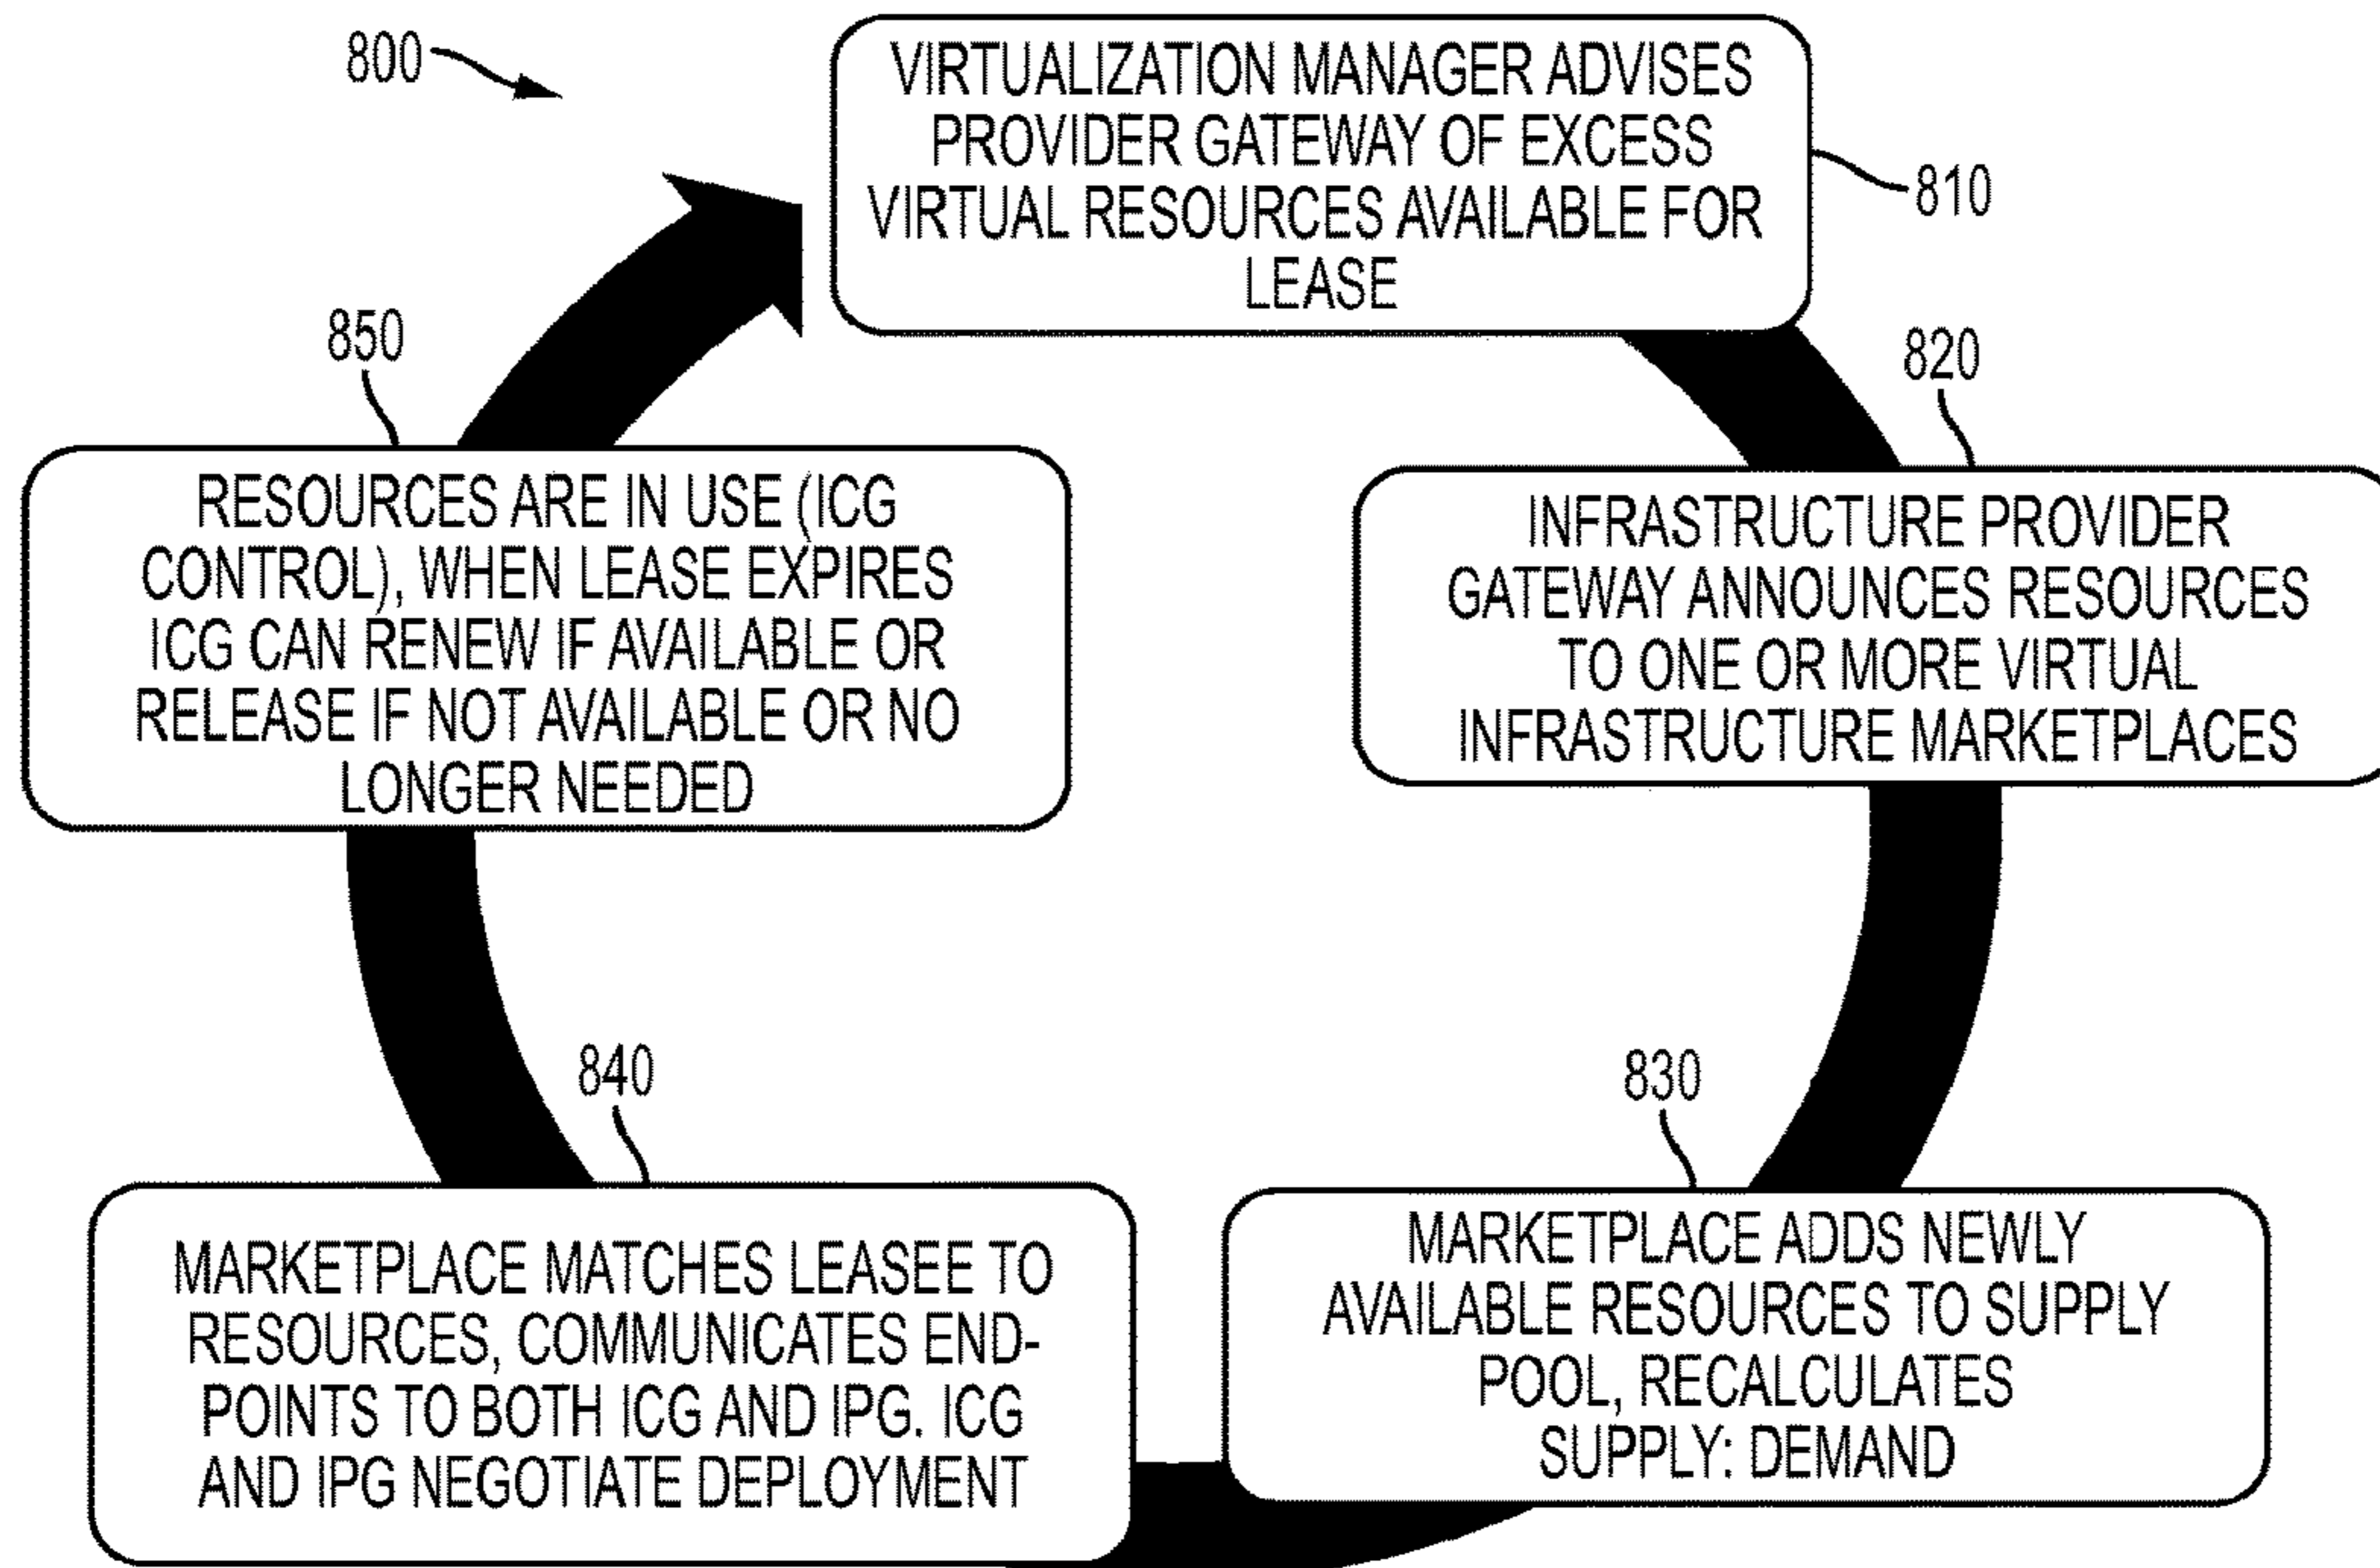 800
VIRTUALIZATION MANAGER ADVISES
PROVIDER GATEWAY OF EXCESS
VIRTUAL RESOURCES AVAILABLE FOR
LEASE
810
820
INFRASTRUCTURE PROVIDER
GATEWAY ANNOUNCES RESOURCES
TO ONE OR MORE VIRTUAL
INFRASTRUCTURE MARKETPLACES
830
MARKETPLACE ADDS NEWLY
AVAILABLE RESOURCES TO SUPPLY
POOL, RECALCULATES
SUPPLY: DEMAND
840
MARKETPLACE MATCHES LEASEE TO
RESOURCES, COMMUNICATES END-
POINTS TO BOTH ICG AND IPG. ICG
AND IPG NEGOTIATE DEPLOYMENT
850
RESOURCES ARE IN USE (ICG
CONTROL), WHEN LEASE EXPIRES
ICG CAN RENEW IF AVAILABLE OR
RELEASE IF NOT AVAILABLE OR NO
LONGER NEEDED